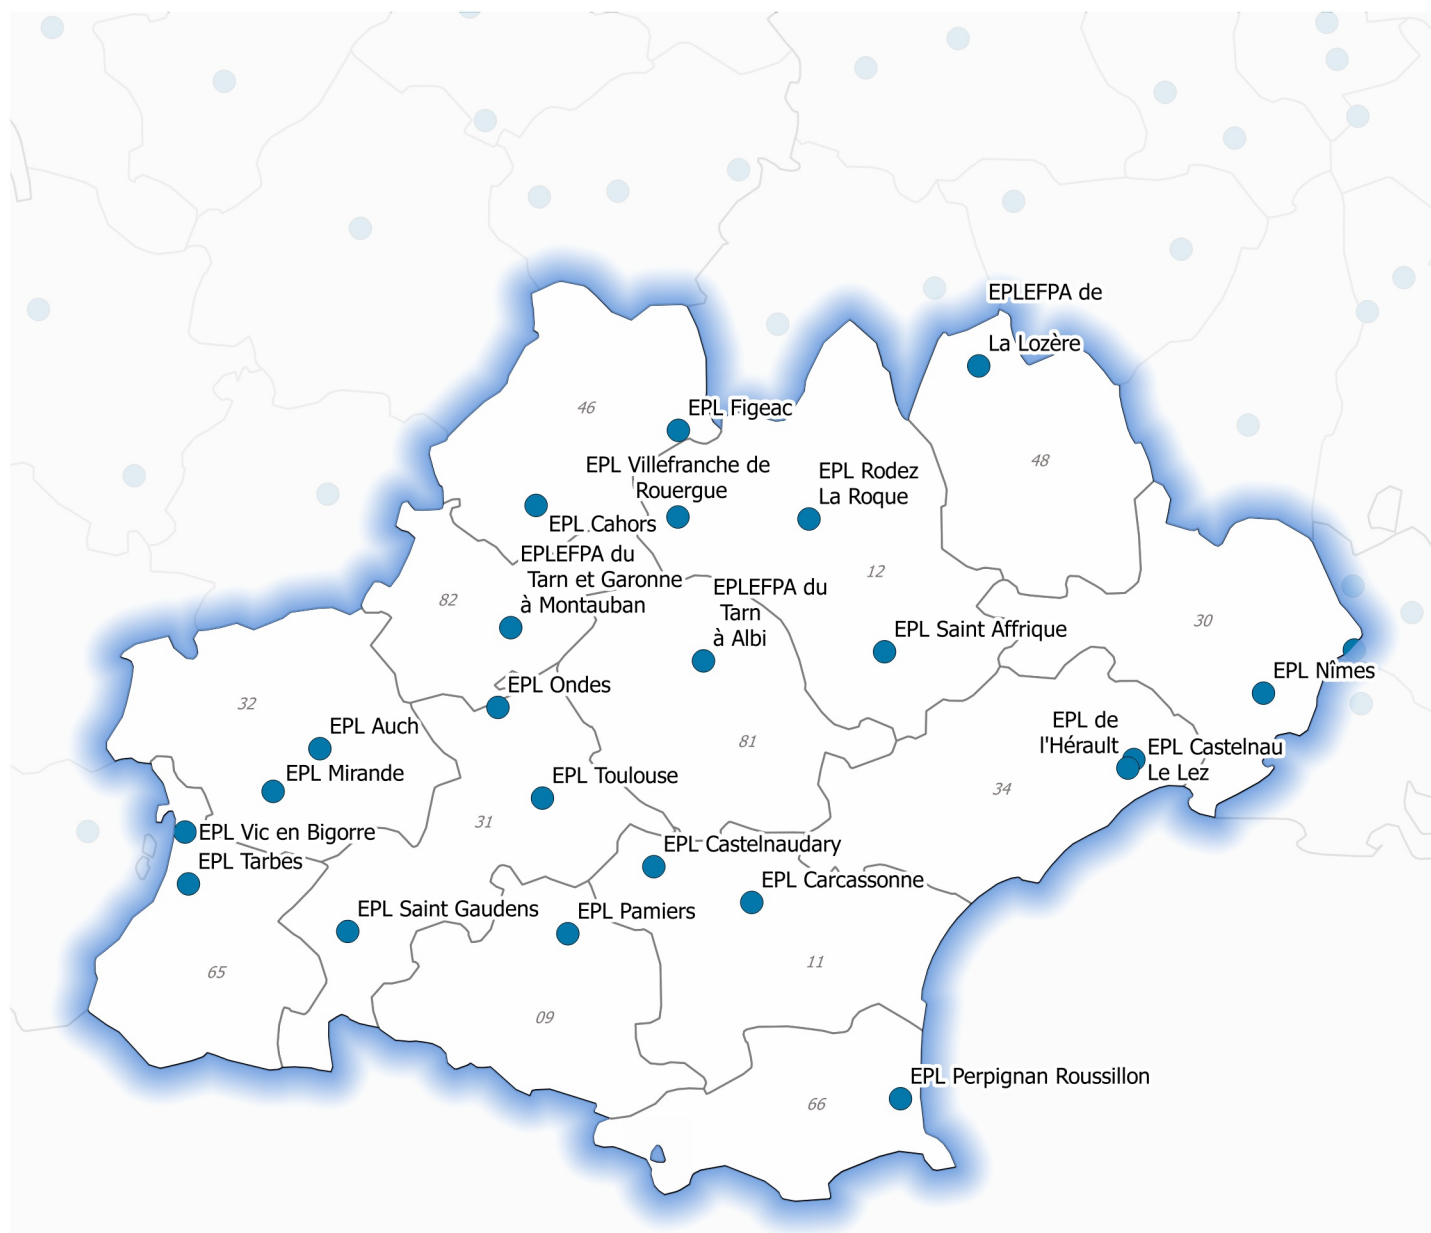 EPLEFPA de
La Lozère
46
EPL Figeac
48
EPL Villefranche de
Rouergue
EPL Rodez
La Roque
EPL Cahors
EPLEFPA du
Tarn et Garonne
à Montauban
12
82
EPLEFPA du
Tarn
à Albi
30
EPL Saint Affrique
EPL Nîmes
EPL Ondes
32
EPL Auch
81
EPL de
l'Hérault
EPL Castelnau
Le Lez
EPL Mirande
EPL Toulouse
34
31
EPL Vic en Bigorre
EPL Castelnaudary
EPL Tarbes
EPL Carcassonne
EPL Saint Gaudens
EPL Pamiers
65
11
09
EPL Perpignan Roussillon
66